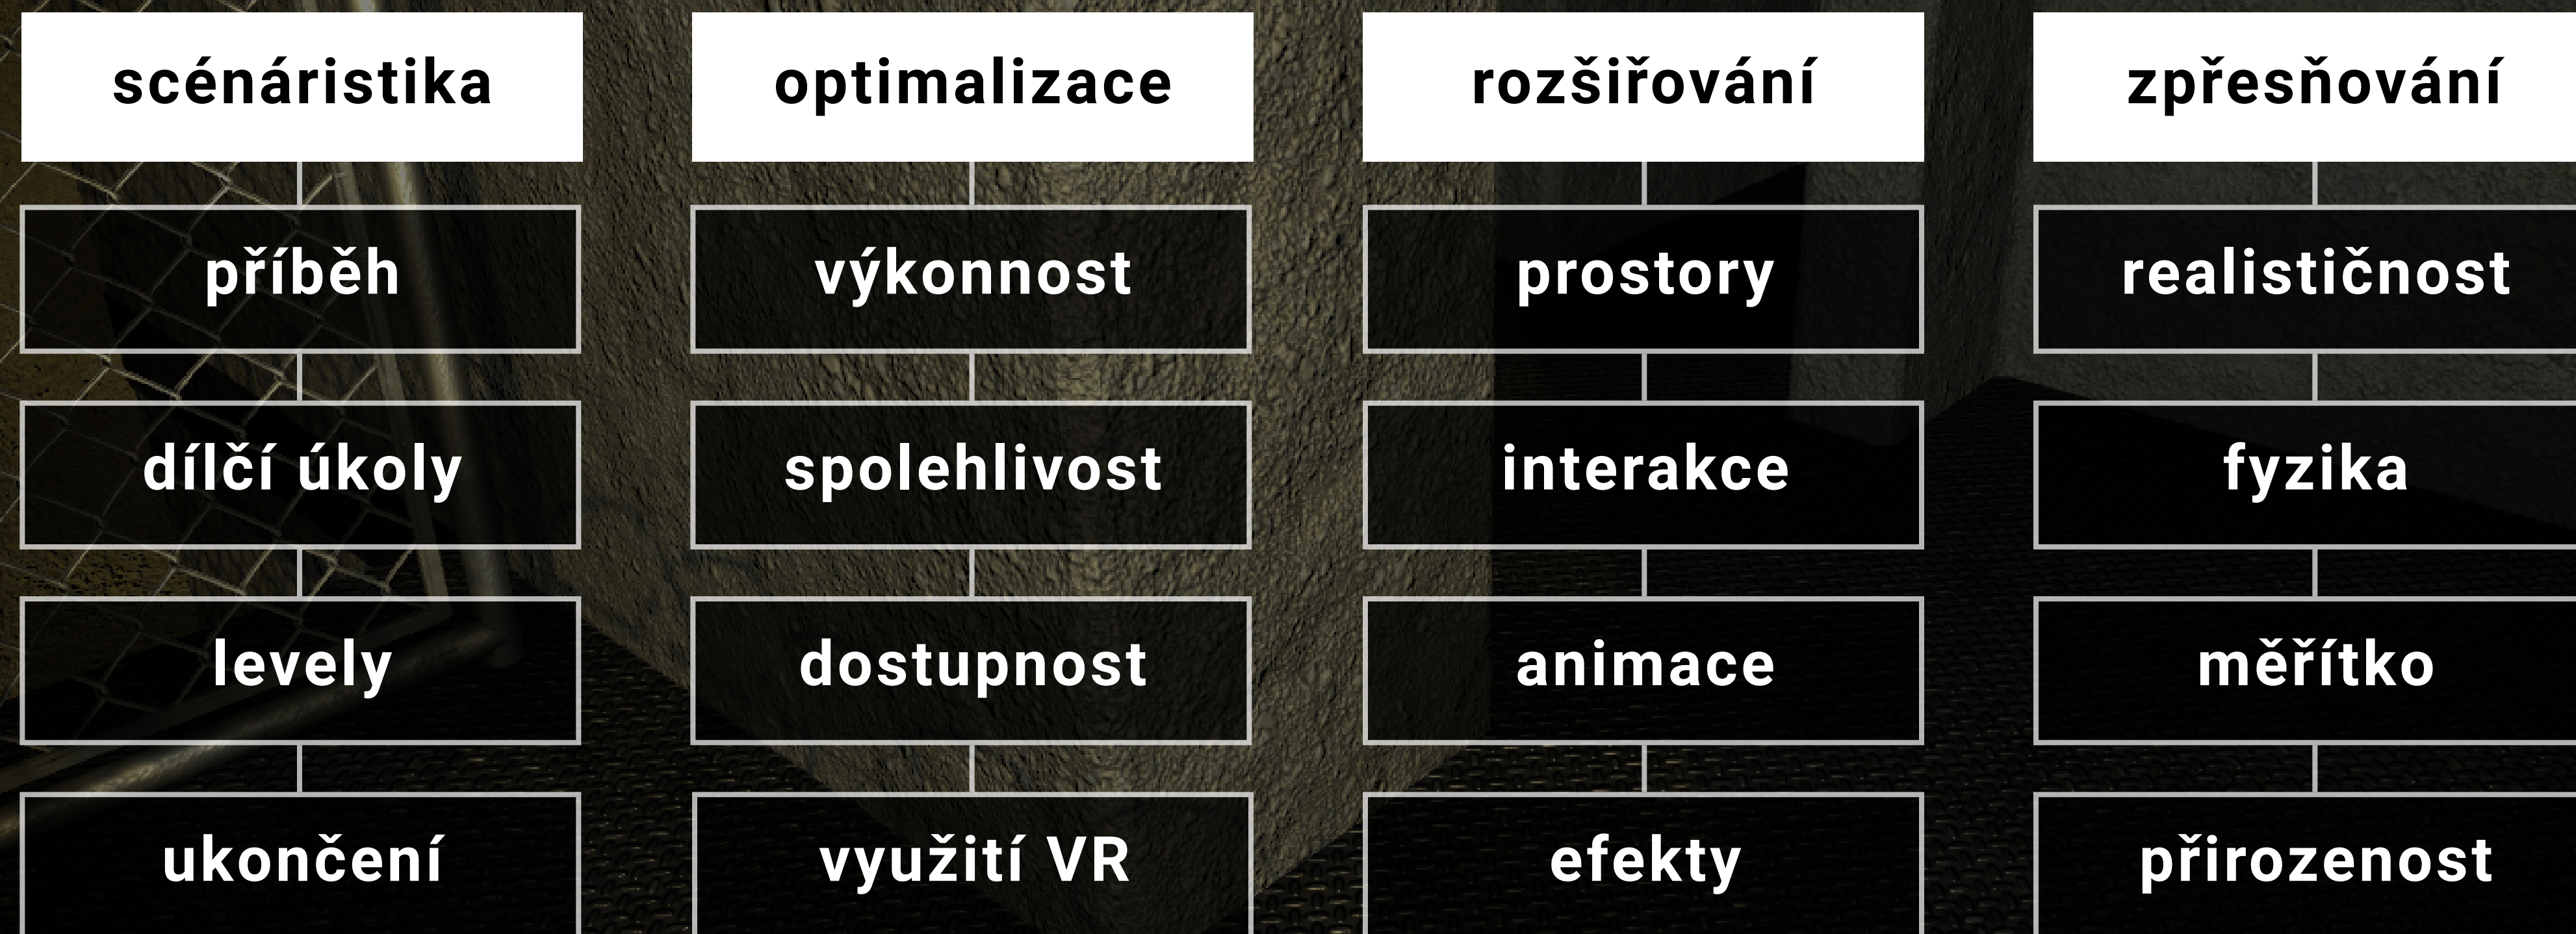 scénáristika
optimalizace
rozšiřování
zpřesňování
příběh
výkonnost
prostory
realističnost
dílčí úkoly
spolehlivost
interakce
fyzika
levely
dostupnost
animace
měřítko
ukončení
využití VR
efekty
přirozenost